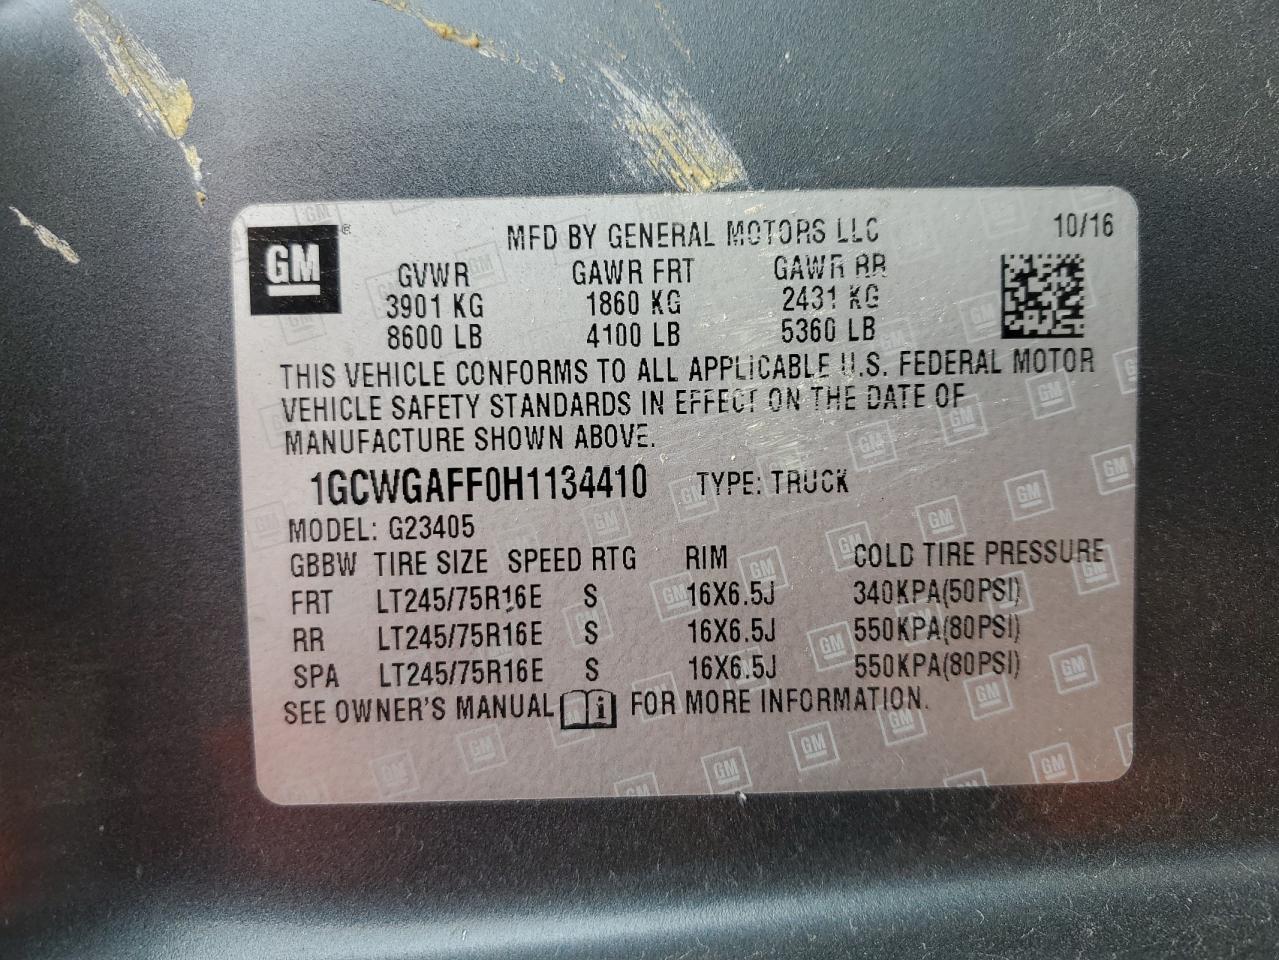 GM ®
MFD BY GENERAL MOTORS LLC 10/16
GVWR GAWR FRT GAWR RR
3901 KG 1860 KG 2431 KG
8600 LB 4100 LB 5360 LB
THIS VEHICLE CONFORMS TO ALL APPLICABLE U.S. FEDERAL MOTOR
VEHICLE SAFETY STANDARDS IN EFFECT ON THE DATE OF
MANUFACTURE SHOWN ABOVE.
1GCWGAFF0H1134410 TYPE: TRUCK
MODEL: G23405
GBBW TIRE SIZE SPEED RTG RIM COLD TIRE PRESSURE
FRT LT245/75R16E S 16X6.5J 340KPA(50PSI)
RR LT245/75R16E S 16X6.5J 550KPA(80PSI)
SPA LT245/75R16E S 16X6.5J 550KPA(80PSI)
SEE OWNER'S MANUAL i FOR MORE INFORMATION.